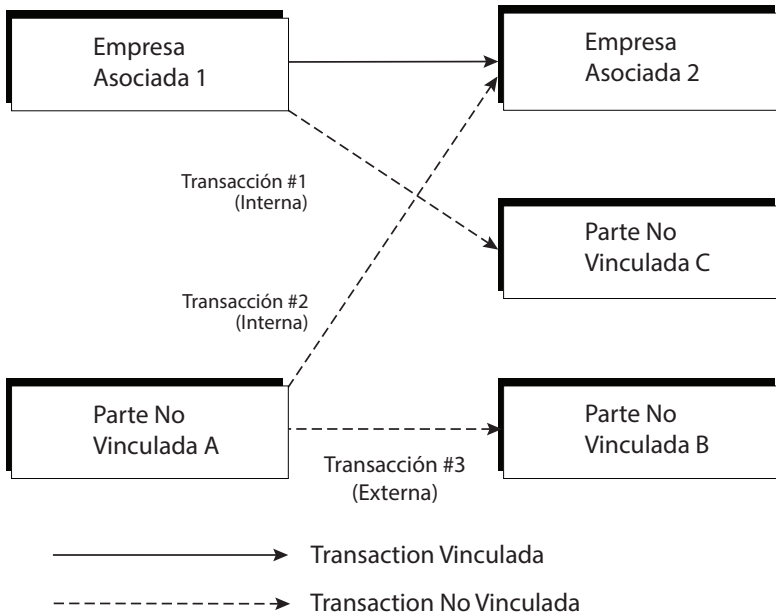 Empresa
Asociada 1
Empresa
Asociada 2
Transacción #1
(Interna)
Parte No
Vinculada C
Transacción #2
(Interna)
Parte No
Vinculada A
Parte No
Vinculada B
Transacción #3
(Externa)
Transaction Vinculada
Transaction No Vinculada